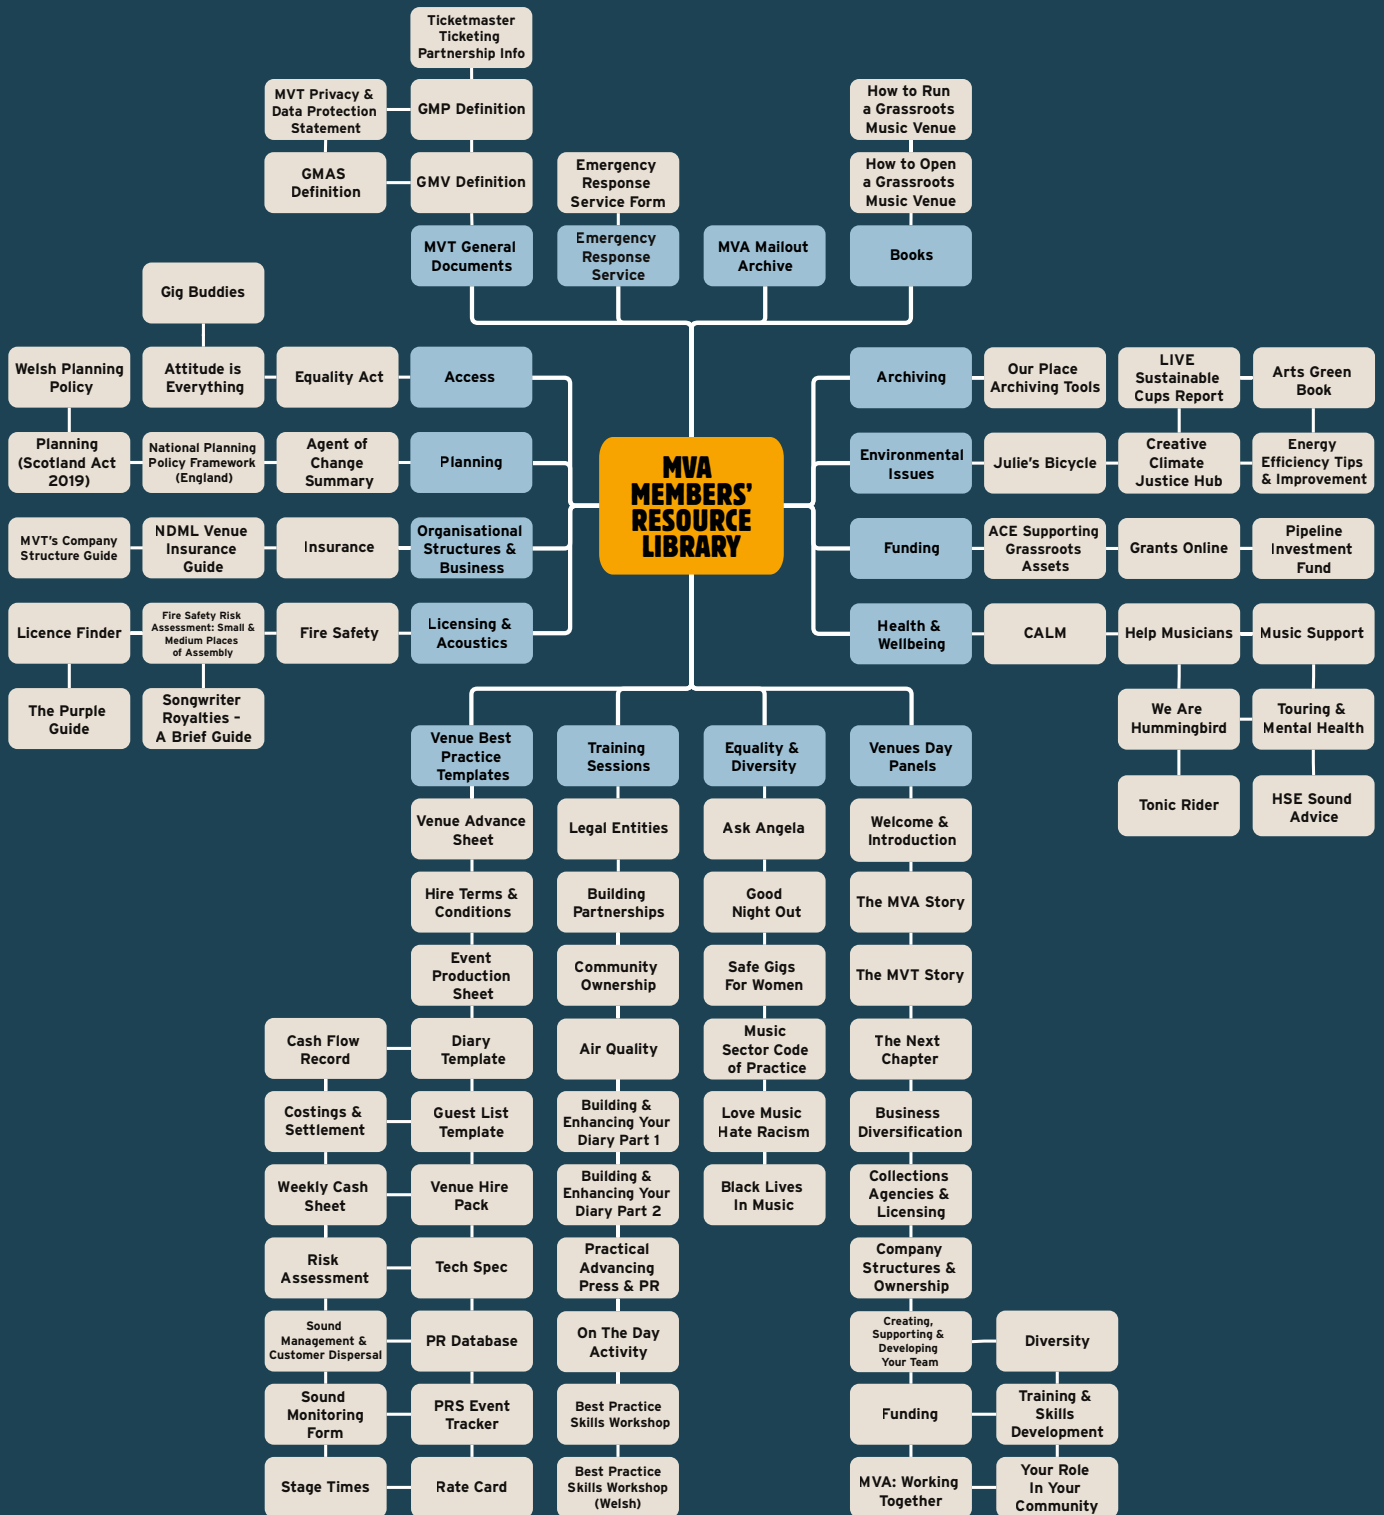 Ticketmaster
Ticketing
Partnership Info
MVT Privacy &
Data Protection
Statement
GMP Definition
How to Run
a Grassroots
Music Venue
GMAS
Definition
GMV Definition
Emergency
Response
Service Form
How to Open
a Grassroots
Music Venue
MVT General
Documents
Emergency
Response
Service
MVA Mailout
Archive
Books
Gig Buddies
Welsh Planning
Policy
Attitude is
Everything
Equality Act
Access
Archiving
Our Place
Archiving Tools
LIVE
Sustainable
Cups Report
Arts Green
Book
Planning
(Scotland Act
2019)
National Planning
Policy Framework
(England)
Agent of
Change
Summary
Planning
MVA
MEMBERS'
RESOURCE
LIBRARY
Environmental
Issues
Julie's Bicycle
Creative
Climate
Justice Hub
Energy
Efficiency Tips
& Improvement
MVT's Company
Structure Guide
NDML Venue
Insurance
Guide
Insurance
Organisational
Structures &
Business
Funding
ACE Supporting
Grassroots
Assets
Grants Online
Pipeline
Investment
Fund
Licence Finder
Fire Safety Risk
Assessment: Small &
Medium Places
of Assembly
Fire Safety
Licensing &
Acoustics
Health &
Wellbeing
CALM
Help Musicians
Music Support
The Purple
Guide
Songwriter
Royalties –
A Brief Guide
We Are
Hummingbird
Touring &
Mental Health
Tonic Rider
HSE Sound
Advice
Venue Best
Practice
Templates
Training
Sessions
Equality &
Diversity
Venues Day
Panels
Venue Advance
Sheet
Legal Entities
Ask Angela
Welcome &
Introduction
Hire Terms &
Conditions
Building
Partnerships
Good
Night Out
The MVA Story
Event
Production
Sheet
Community
Ownership
Safe Gigs
For Women
The MVT Story
Cash Flow
Record
Diary
Template
Air Quality
Music
Sector Code
of Practice
The Next
Chapter
Costings &
Settlement
Guest List
Template
Building &
Enhancing Your
Diary Part 1
Love Music
Hate Racism
Business
Diversification
Weekly Cash
Sheet
Venue Hire
Pack
Building &
Enhancing Your
Diary Part 2
Black Lives
In Music
Collections
Agencies &
Licensing
Risk
Assessment
Tech Spec
Practical
Advancing
Press & PR
Company
Structures &
Ownership
Sound
Management &
Customer Dispersal
PR Database
On The Day
Activity
Creating,
Supporting &
Developing
Your Team
Diversity
Sound
Monitoring
Form
PRS Event
Tracker
Best Practice
Skills Workshop
Funding
Training &
Skills
Development
Stage Times
Rate Card
Best Practice
Skills Workshop
(Welsh)
MVA: Working
Together
Your Role
In Your
Community